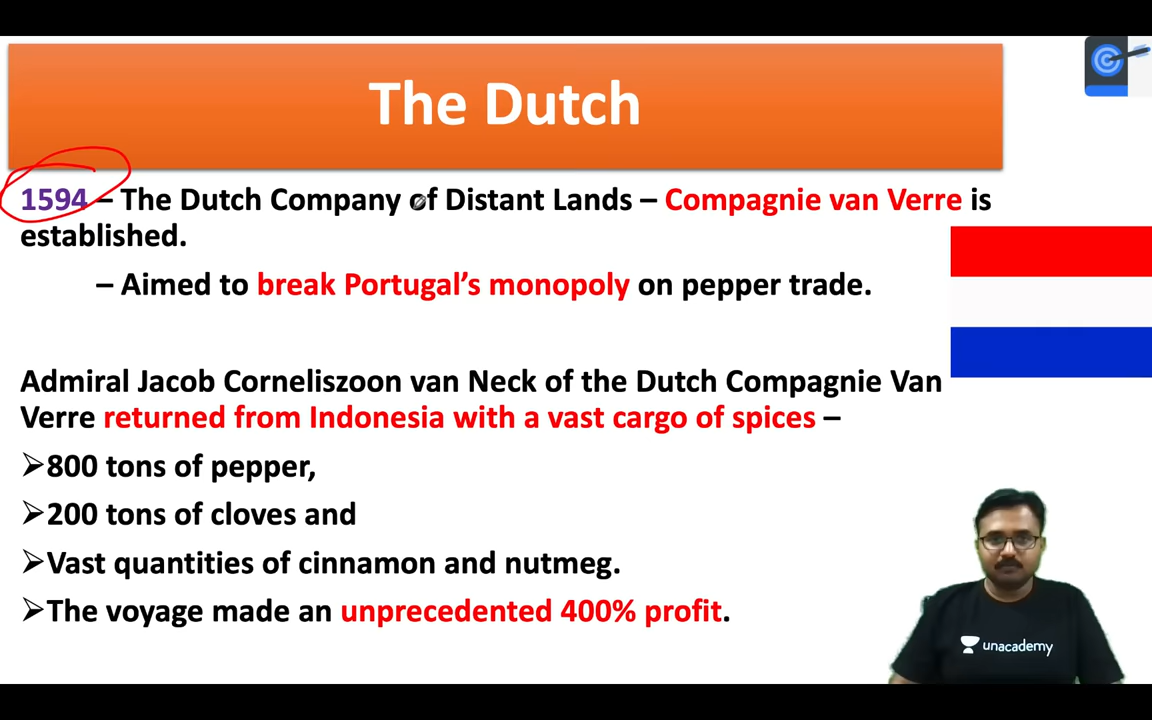 The Dutch
1594 – The Dutch Company of Distant Lands – Compagnie van Verre is
established.
– Aimed to break Portugal’s monopoly on pepper trade.
Admiral Jacob Corneliszoon van Neck of the Dutch Compagnie Van
Verre returned from Indonesia with a vast cargo of spices –
➢800 tons of pepper,
➢200 tons of cloves and
➢Vast quantities of cinnamon and nutmeg.
➢The voyage made an unprecedented 400% profit.
unacademy